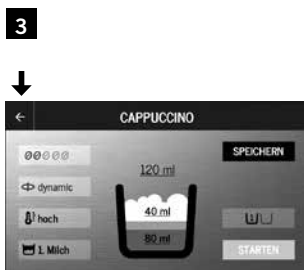 3
CAPPUCCINO
SPEICHERN
120 ml
dynamic
40 ml
hoch
80 ml
1. Milch
STARTEN